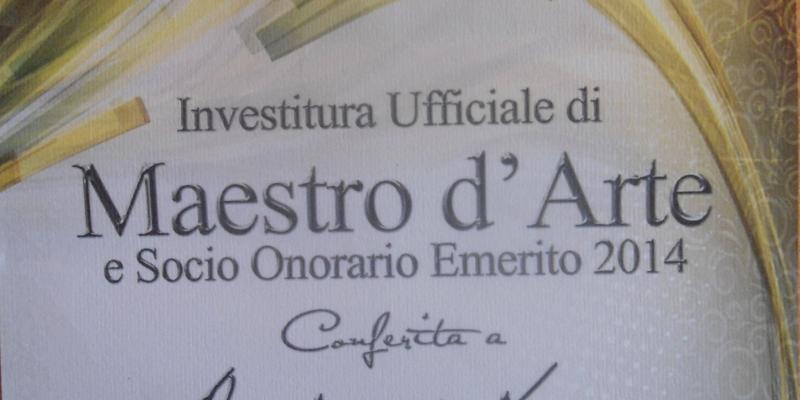 Investitura Ufficiale di
Maestro d'Arte
e Socio Onorario Emerito 2014
Conferita a